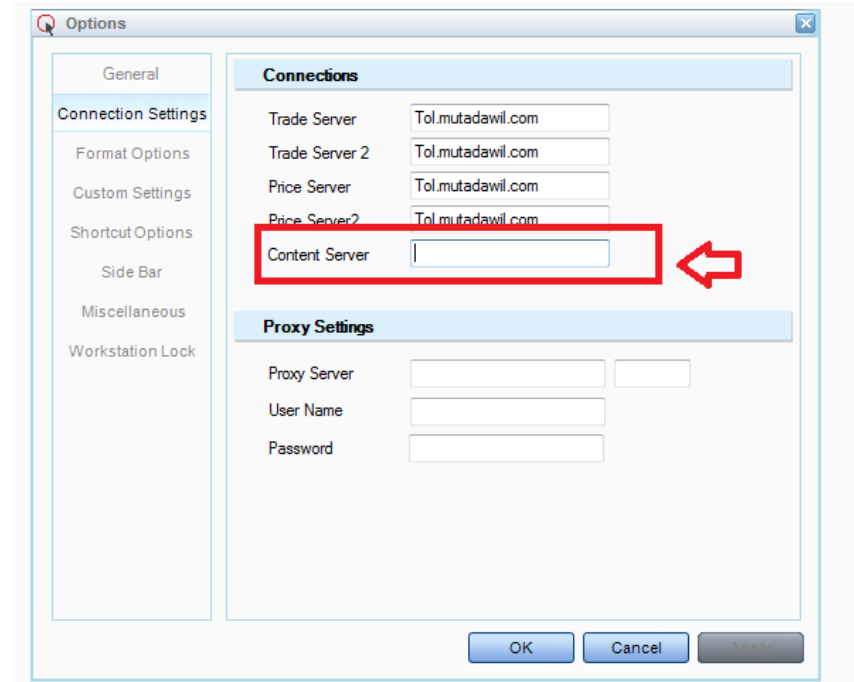 Options
General
Connection Settings
Format Options
Custom Settings
Shortcut Options
Side Bar
Miscellaneous
Workstation Lock
Connections
Trade Server Tol.mutadawil.com
Trade Server 2 Tol.mutadawil.com
Price Server Tol.mutadawil.com
Price Server2 Tol.mutadawil.com
Content Server
Proxy Settings
Proxy Server
User Name
Password
OK Cancel Apply